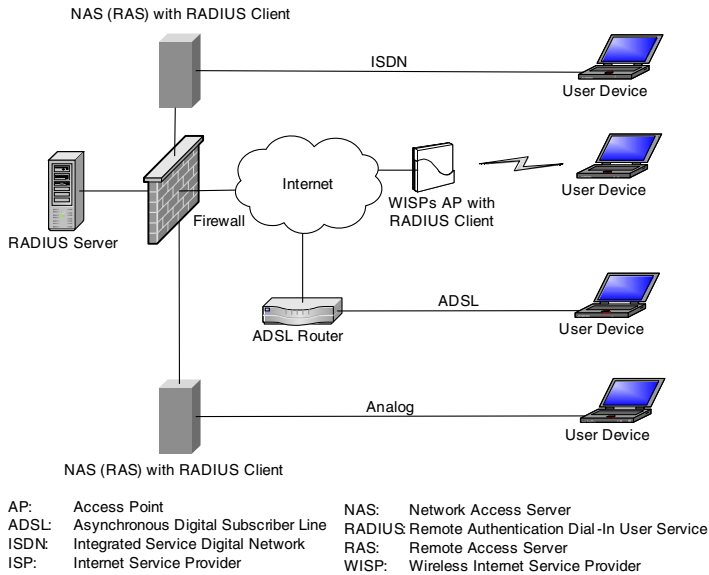 NAS (RAS) with RADIUS Client
ISDN
User Device
Internet
WISPs AP with
RADIUS Client
User Device
Firewall
RADIUS Server
ADSL
ADSL Router
User Device
Analog
User Device
NAS (RAS) with RADIUS Client
AP: Access Point
ADSL: Asynchronous Digital Subscriber Line
ISDN: Integrated Service Digital Network
ISP: Internet Service Provider
NAS: Network Access Server
RADIUS: Remote Authentication Dial-In User Service
RAS: Remote Access Server
WISP: Wireless Internet Service Provider